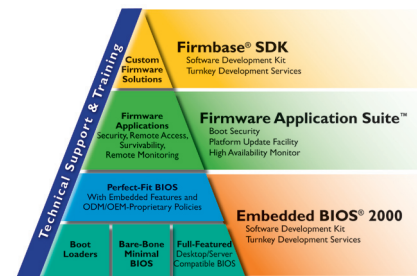 Technical Support & Training
Custom
Firmware
Solutions
Firmbase® SDK
Software Development Kit
Turnkey Development Services
Firmware
Applications
Security, Remote Access,
Survivability,
Remote Monitoring
Firmware Application Suite™
Boot Security
Platform Update Facility
High Availability Monitor
Perfect-Fit BIOS
With Embedded Features and
ODM/OEM-Proprietary Policies
Embedded BIOS® 2000
Software Development Kit
Turnkey Development Services
Boot
Loaders
Bare-Bone
Minimal
BIOS
Full-Featured
Desktop/Server
Compatible BIOS